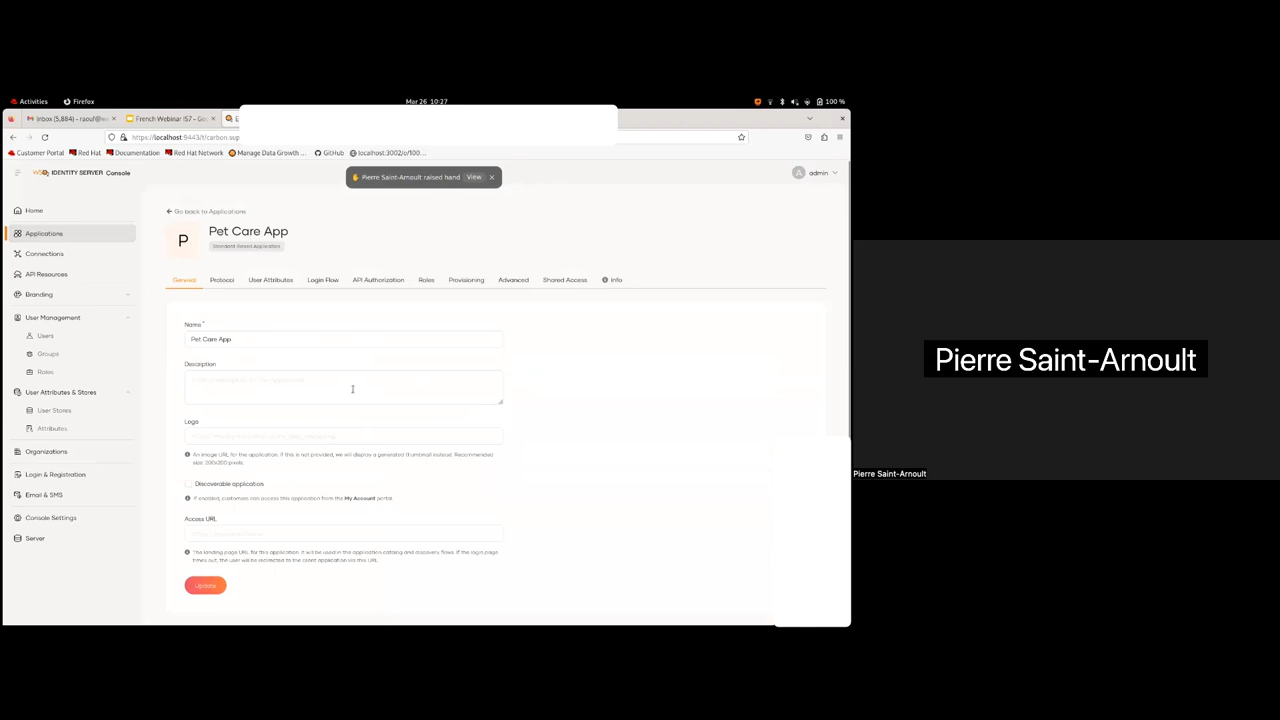 Activities
Firefox
Mar 26 10:27
100 %
Inbox (5,884) - raouf@w
French Webinar IS7 - Go
https://localhost:9443/t/carbon.sup
Customer Portal
Red Hat
Documentation
Red Hat Network
Manage Data Growth ...
GitHub
localhost:3002/o/100...
WSO2 IDENTITY SERVER Console
Pierre Saint-Arnoult raised hand
View
A
admin
Home
Applications
Connections
API Resources
Branding
User Management
Users
Groups
Roles
User Attributes & Stores
User Stores
Attributes
Organizations
Login & Registration
Email & SMS
Console Settings
Server
Go back to Applications
P
Pet Care App
Standard-Based Application
General
Protocol
User Attributes
Login Flow
API Authorization
Roles
Provisioning
Advanced
Shared Access
Info
Name *
Pet Care App
Description
Logo
An image URL for the application. If this is not provided, we will display a generated thumbnail instead. Recommended
size: 200x200 pixels.
Discoverable application
If enabled, customers can access this application from the My Account portal.
Access URL
The landing page URL for this application. It will be used in the application catalog and discovery flows. If the login page
times out, the user will be redirected to the client application via this URL.
Update
Pierre Saint-Arnoult
Pierre Saint-Arnoult